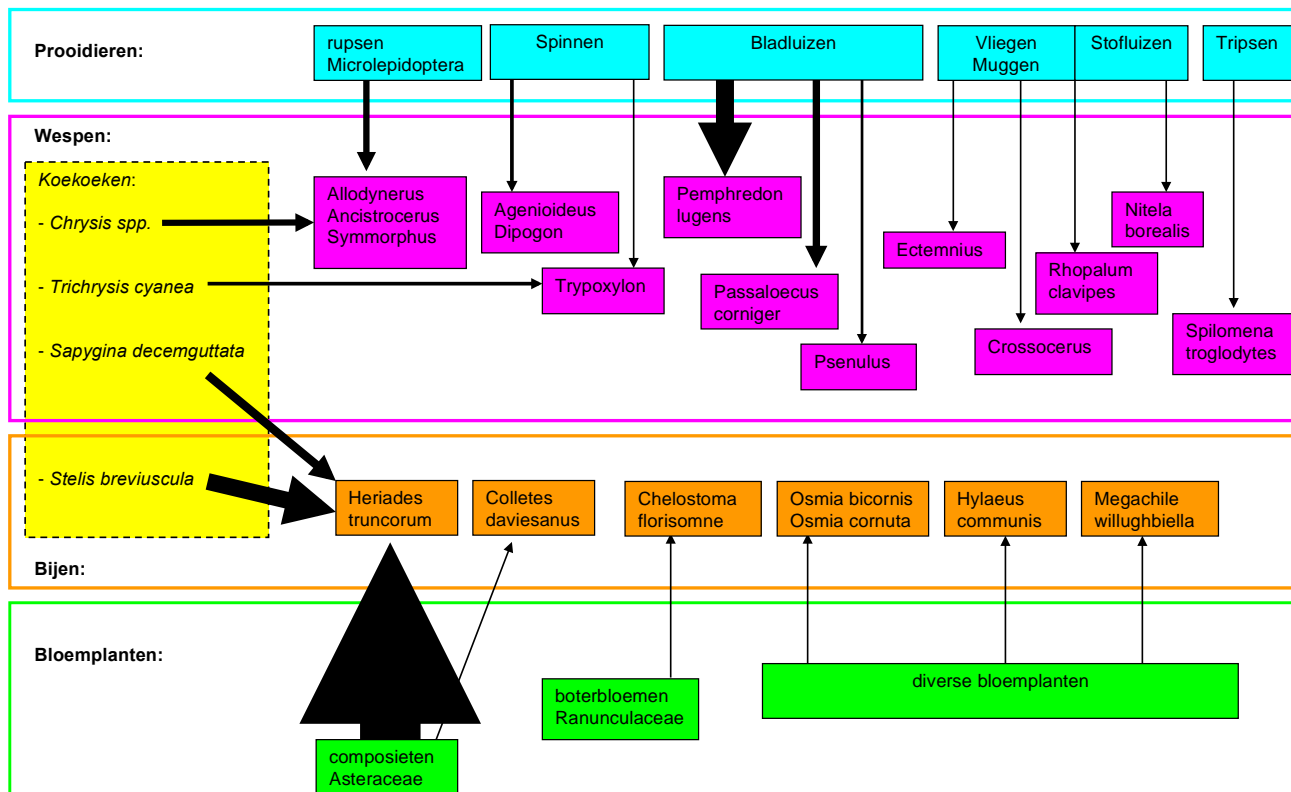 Prooidieren:
rupsen
Microlepidoptera
Spinnen
Bladluizen
Vliegen
Muggen
Stofluizen
Tripsen
Wespen:
Koekoeken:
- Chrysis spp.
- Trichrysis cyanea
- Sapygina decemguttata
- Stelis breviuscula
Allodynerus
Ancistrocerus
Symmorphus
Agenioideus
Dipogon
Trypoxylon
Pemphredon
lugens
Passaloecus
corniger
Psenulus
Ectemnius
Crossocerus
Rhopalum
clavipes
Nitela
borealis
Spilomena
troglodytes
Heriades
truncorum
Colletes
daviesanus
Chelostoma
florisomne
Osmia bicornis
Osmia cornuta
Hylaeus
communis
Megachile
willughbiella
Bijen:
Bloemplanten:
composieten
Asteraceae
boterbloemen
Ranunculaceae
diverse bloemplanten